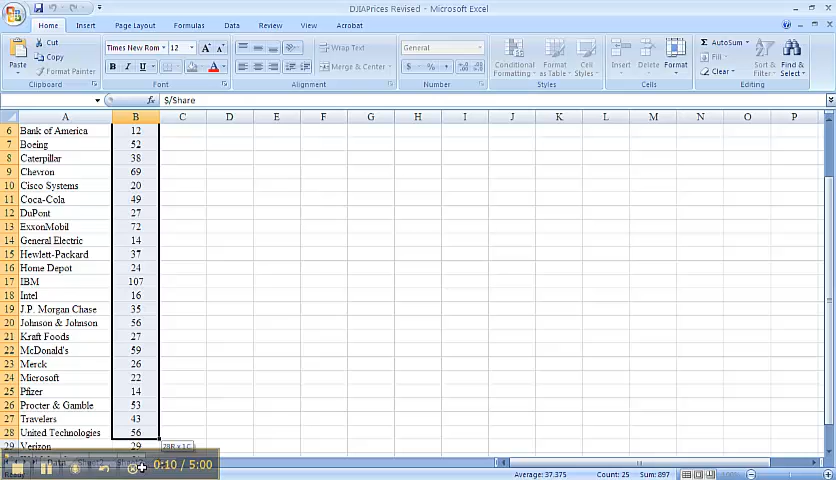 DJIAPrices Revised - Microsoft Excel
Home Insert Page Layout Formulas Data Review View Acrobat
Paste Cut Copy Format Painter Clipboard
Times New Rom 12 A A B I U A Font
Wrap Text Merge & Center Alignment
General $ % , Number
Conditional Formatting Format as Table Cell Styles Styles
Insert Delete Format Cells
Σ AutoSum Fill Clear Sort & Filter Find & Select Editing
fx $/Share
A B C D E F G H I J K L M N O P
6 Bank of America 12
7 Boeing 52
8 Caterpillar 38
9 Chevron 69
10 Cisco Systems 20
11 Coca-Cola 49
12 DuPont 27
13 ExxonMobil 72
14 General Electric 14
15 Hewlett-Packard 37
16 Home Depot 24
17 IBM 107
18 Intel 16
19 J.P. Morgan Chase 35
20 Johnson & Johnson 56
21 Kraft Foods 27
22 McDonald's 59
23 Merck 26
24 Microsoft 22
25 Pfizer 14
26 Procter & Gamble 53
27 Travelers 43
28 United Technologies 56
29 Verizon 29
28R x 1C
Data Sheet2 Sheet3
0:10 / 5:00
Ready Average: 37.375 Count: 25 Sum: 897 100%